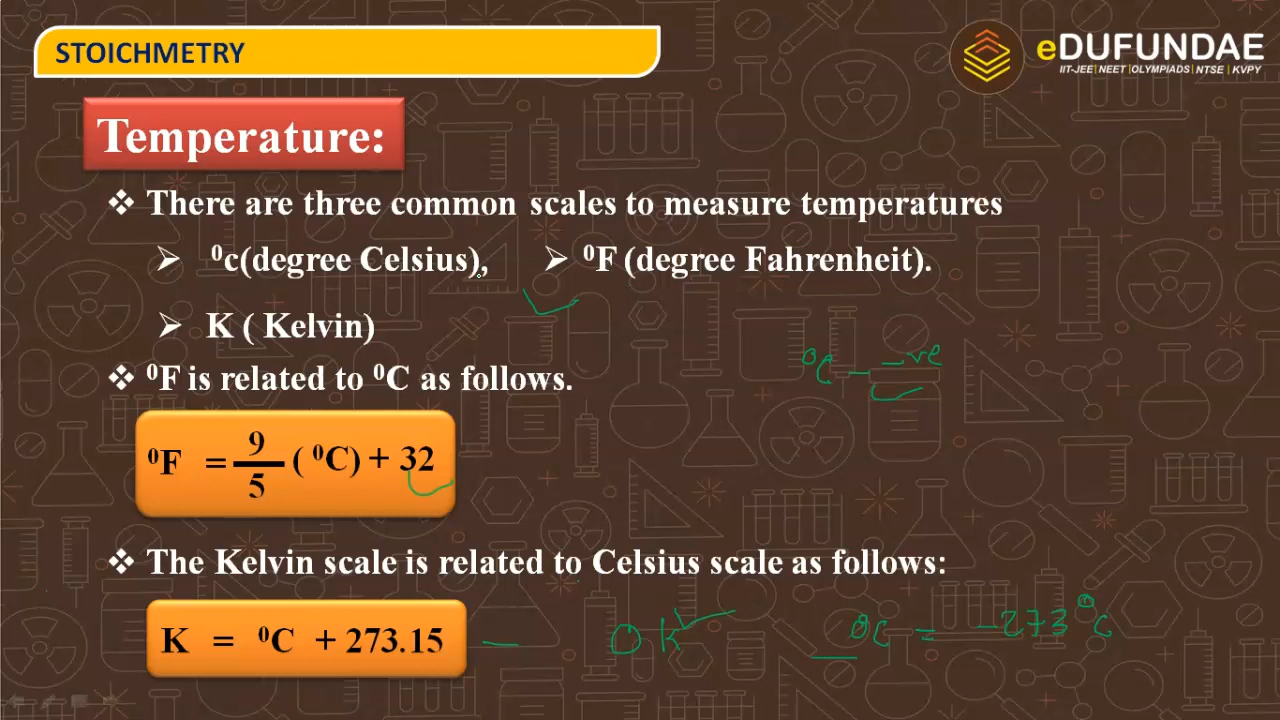 STOICHMETRY
eDUFUNDAE
IIT-JEE|NEET|OLYMPIADS|NTSE|KVPY
Temperature:
❖ There are three common scales to measure temperatures
➢ ⁰c(degree Celsius), ➢ ⁰F (degree Fahrenheit).
➢ K ( Kelvin)
⁰C — -ve
❖ ⁰F is related to ⁰C as follows.
⁰F = 9/5 ( ⁰C) + 32
❖ The Kelvin scale is related to Celsius scale as follows:
K = ⁰C + 273.15 — 0 K ⁰C = -273⁰C